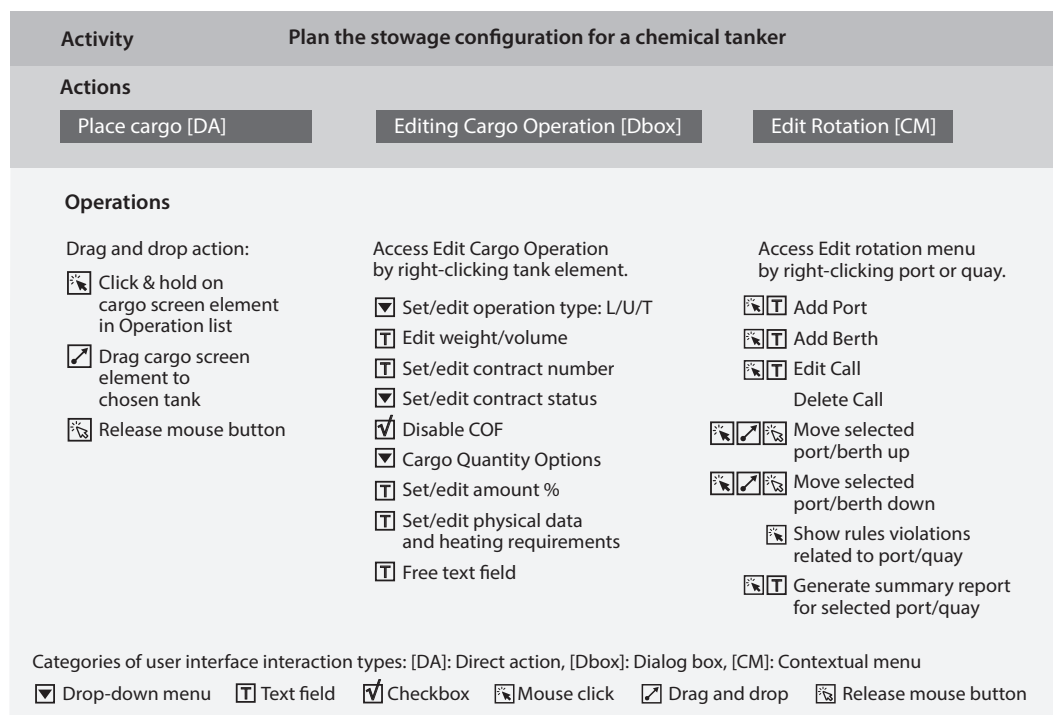 Activity Plan the stowage configuration for a chemical tanker
Actions
Place cargo [DA] Editing Cargo Operation [Dbox] Edit Rotation [CM]
Operations
Drag and drop action:
Click & hold on
cargo screen element
in Operation list
Drag cargo screen
element to
chosen tank
Release mouse button
Access Edit Cargo Operation
by right-clicking tank element.
Set/edit operation type: L/U/T
T Edit weight/volume
T Set/edit contract number
Set/edit contract status
Disable COF
Cargo Quantity Options
T Set/edit amount %
T Set/edit physical data
and heating requirements
T Free text field
Access Edit rotation menu
by right-clicking port or quay.
T Add Port
T Add Berth
T Edit Call
Delete Call
Move selected
port/berth up
Move selected
port/berth down
Show rules violations
related to port/quay
T Generate summary report
for selected port/quay
Categories of user interface interaction types: [DA]: Direct action, [Dbox]: Dialog box, [CM]: Contextual menu
Drop-down menu T Text field Checkbox Mouse click Drag and drop Release mouse button